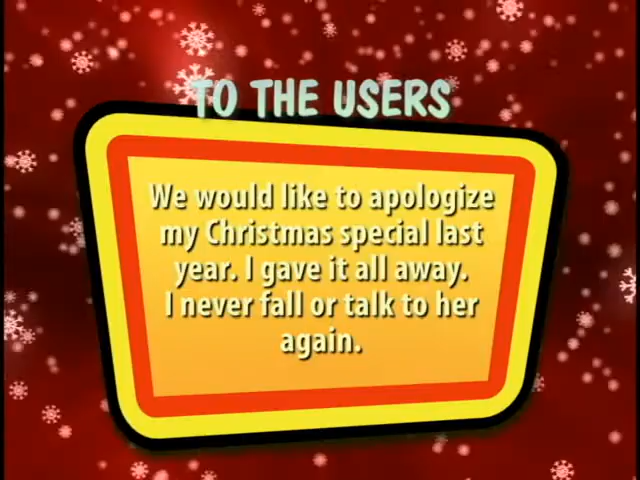 TO THE USERS
We would like to apologize
my Christmas special last
year. I gave it all away.
I never fall or talk to her
again.